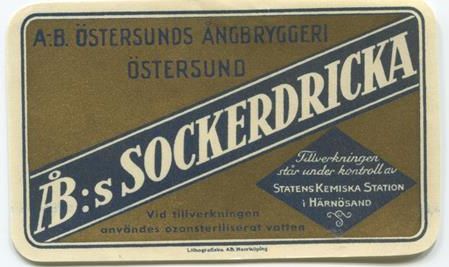 A.-B. ÖSTERSUNDS ÅNGBRYGGERI
ÖSTERSUND
ÅB:s SOCKERDRICKA
Tillverkningen
står under kontroll av
STATENS KEMISKA STATION
i HÄRNÖSAND
Vid tillverkningen
användes ozonsteriliserat vatten
Litografiska AB. Norrköping